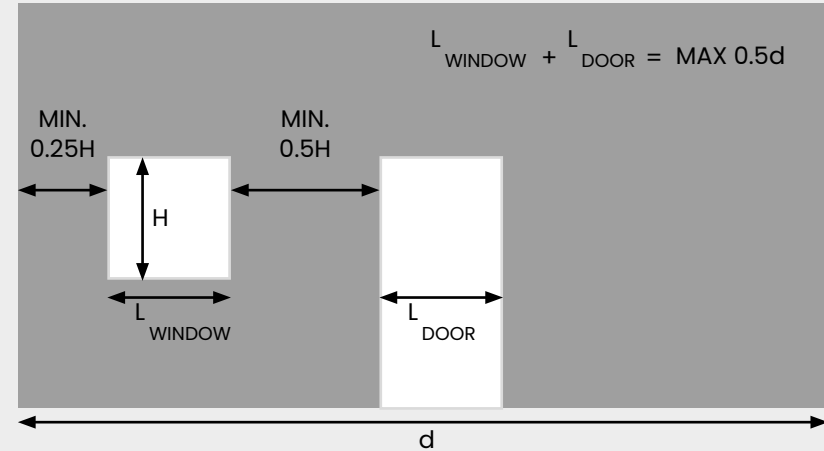 L WINDOW + L DOOR = MAX 0.5d
MIN.
0.25H
MIN.
0.5H
H
L WINDOW
L DOOR
d